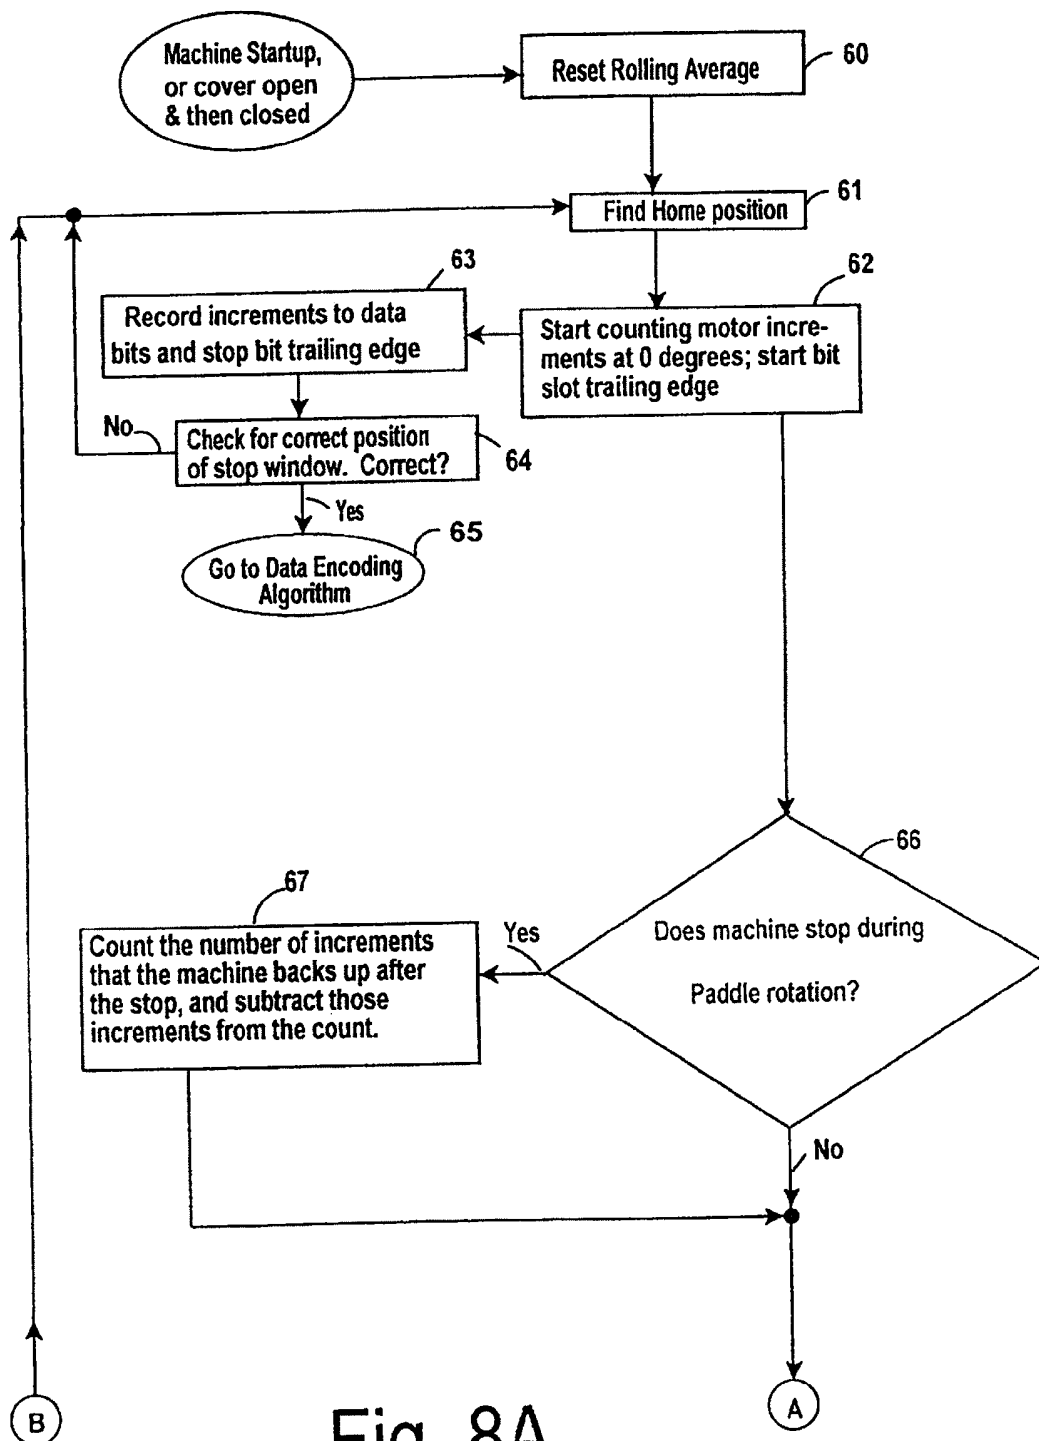 Machine Startup,
or cover open
& then closed
Reset Rolling Average
60
Find Home position
61
62
Start counting motor incre-
ments at 0 degrees; start bit
slot trailing edge
63
Record increments to data
bits and stop bit trailing edge
No
Check for correct position
of stop window. Correct?
64
Yes
65
Go to Data Encoding
Algorithm
66
Does machine stop during
Paddle rotation?
Yes
67
Count the number of increments
that the machine backs up after
the stop, and subtract those
increments from the count.
No
B
A
Fig. 8A